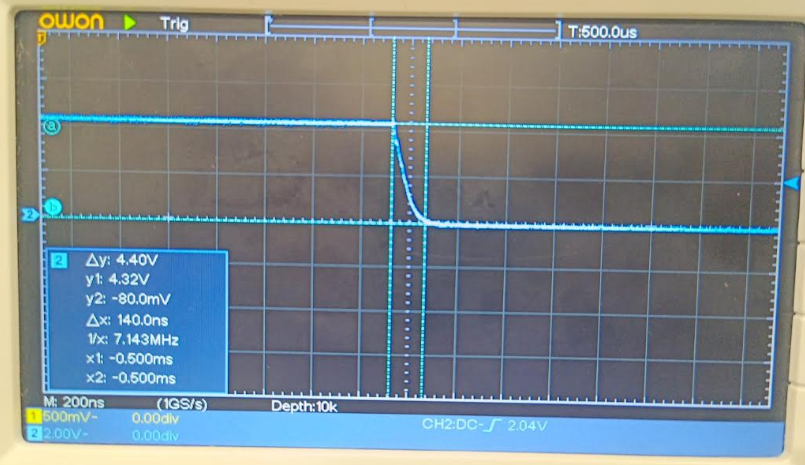 owon Trig T:500.0us
T
a
b
2
2 Δy: 4.40V
y1: 4.32V
y2: -80.0mV
Δx: 140.0ns
1/x: 7.143MHz
x1: -0.500ms
x2: -0.500ms
M: 200ns (1GS/s) Depth:10k
1 500mV- 0.00div
2 2.00V- 0.00div
CH2:DC- 2.04V